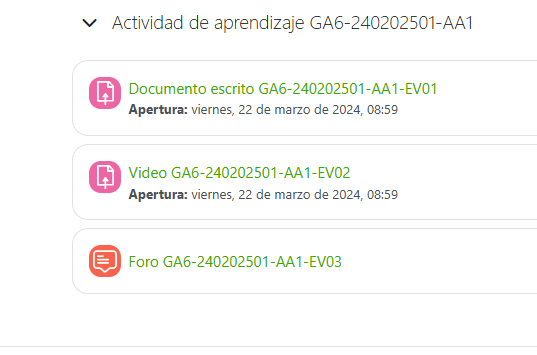 Actividad de aprendizaje GA6-240202501-AA1
Documento escrito GA6-240202501-AA1-EV01
Apertura: viernes, 22 de marzo de 2024, 08:59
Video GA6-240202501-AA1-EV02
Apertura: viernes, 22 de marzo de 2024, 08:59
Foro GA6-240202501-AA1-EV03